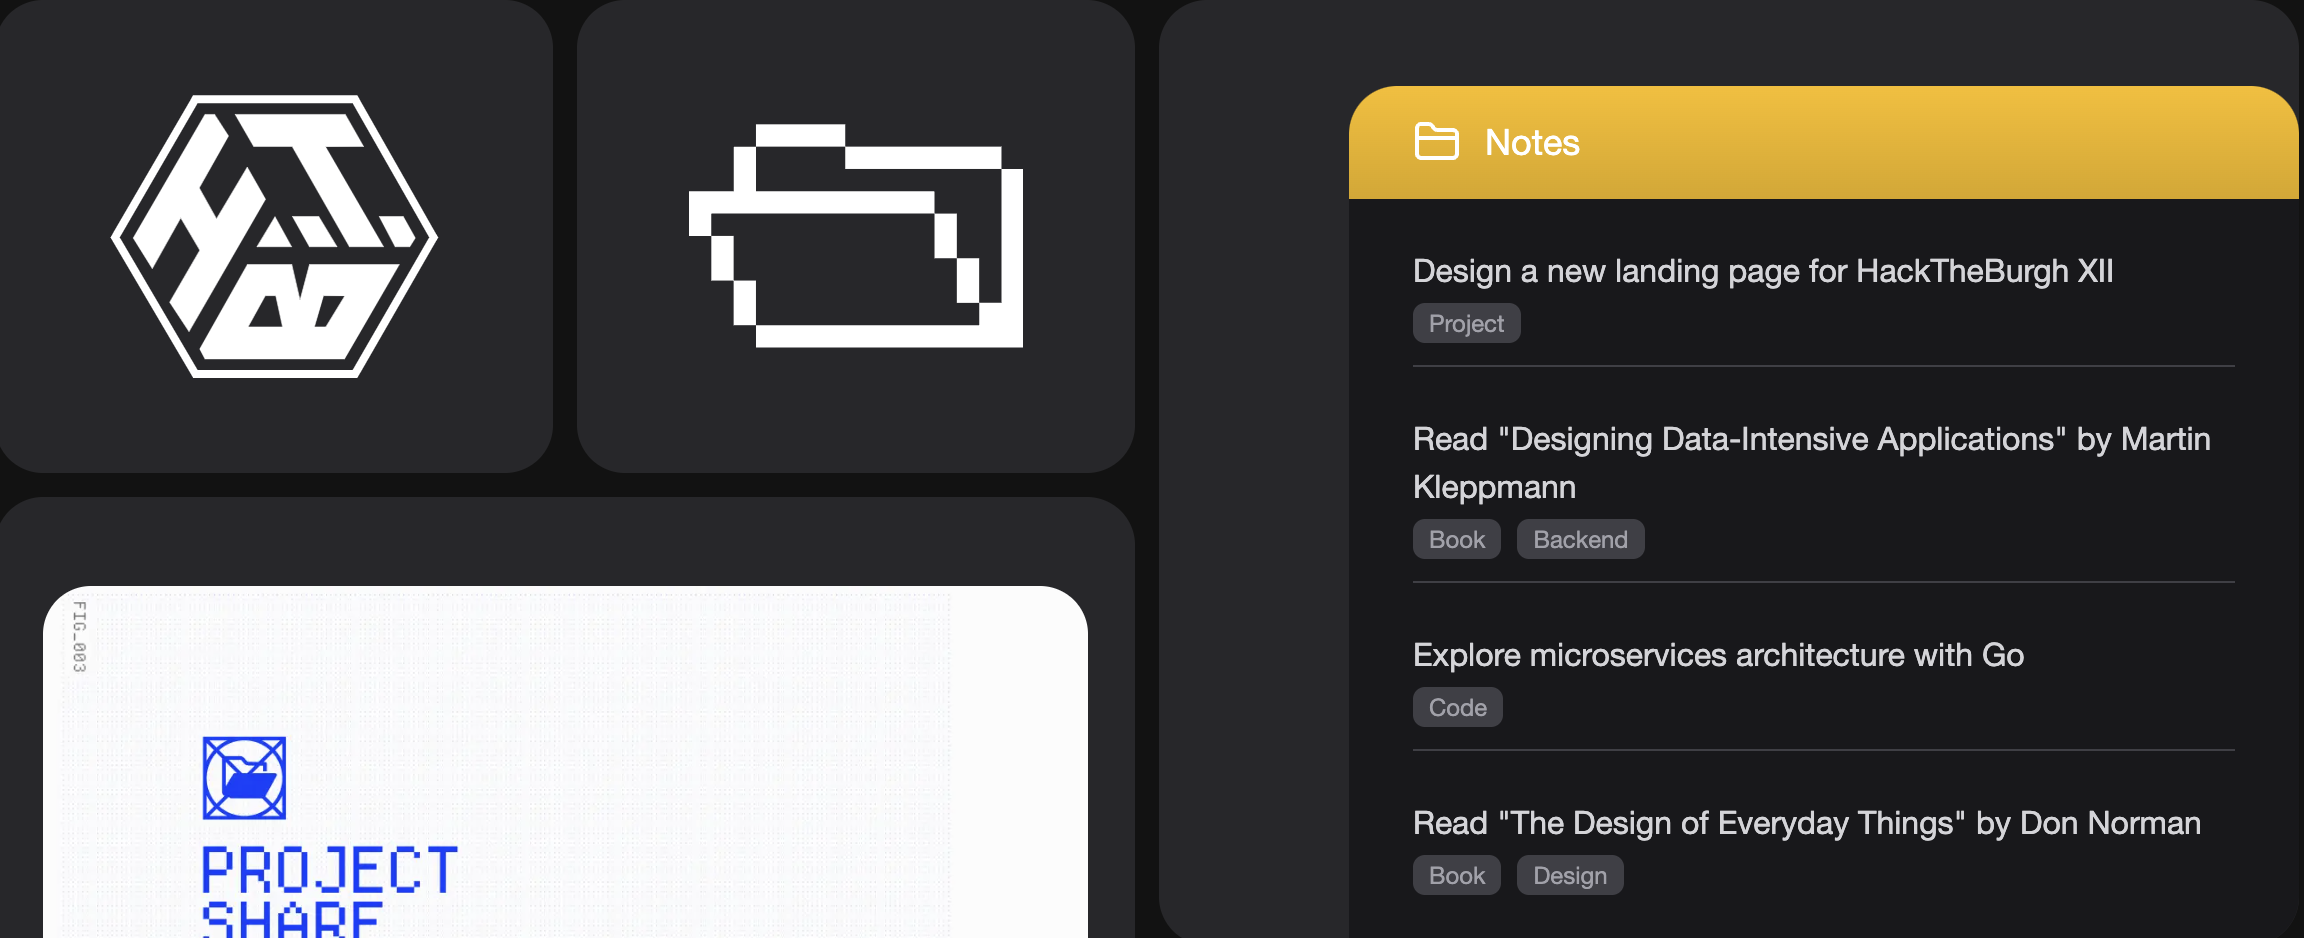 HTB
Notes
Design a new landing page for HackTheBurgh XII
Project
Read "Designing Data-Intensive Applications" by Martin
Kleppmann
Book Backend
Explore microservices architecture with Go
Code
Read "The Design of Everyday Things" by Don Norman
Book Design
FIG_003
PROJECT
SHARE